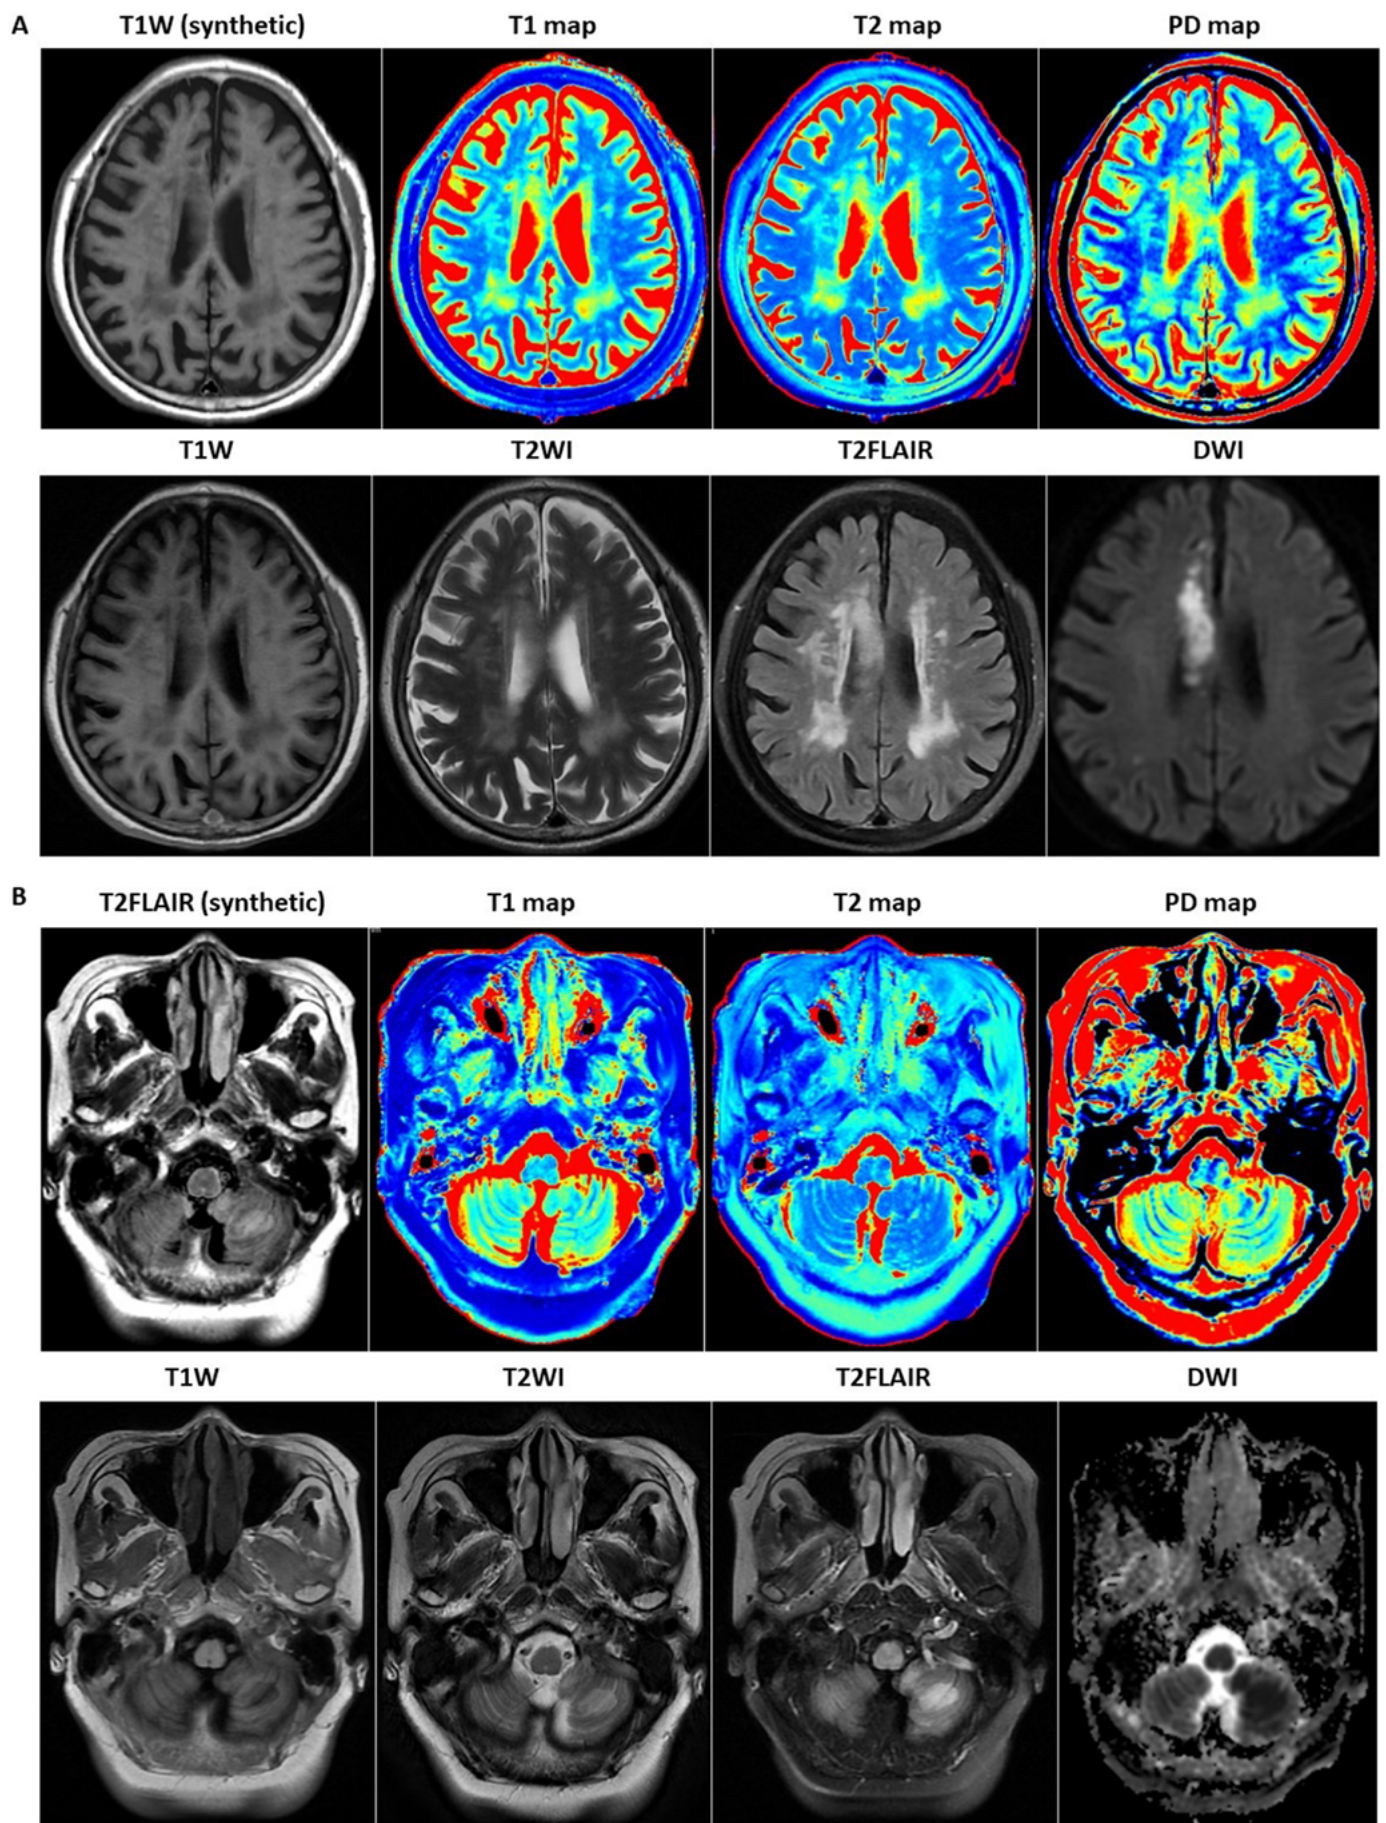 A
T1W (synthetic) T1 map T2 map PD map
T1W T2WI T2FLAIR DWI
B
T2FLAIR (synthetic) T1 map T2 map PD map
T1W T2WI T2FLAIR DWI